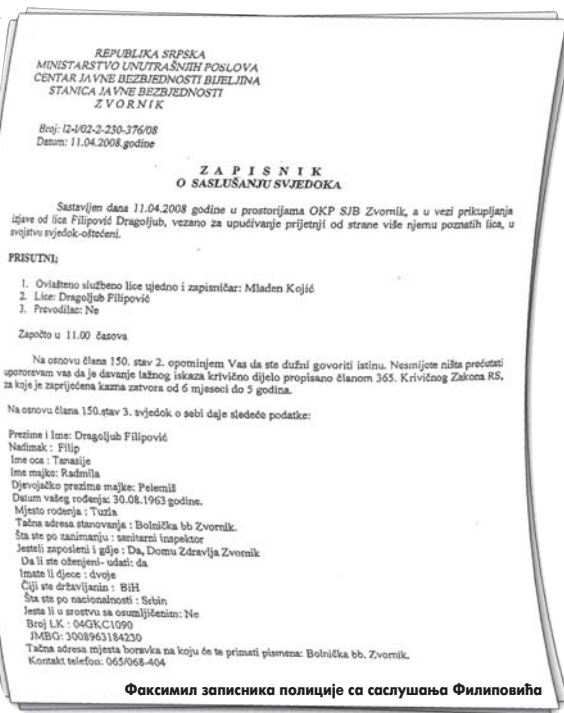 REPUBLIKA SRPSKA
MINISTARSTVO UNUTRAŠNJIH POSLOVA
CENTAR JAVNE BEZBJEDNOSTI BIJELJINA
STANICA JAVNE BEZBJEDNOSTI
Z V O R N I K
Broj: 12-1/02-2-230-376/08
Datum: 11.04.2008.godine
Z A P I S N I K
O SASLUŠANJU SVJEDOKA
Sastavljen dana 11.04.2008 godine u prostorijama OKP SJB Zvornik, a u vezi prikupljanja
izjave od lica Filipović Dragoljub, vezano za upućivanje prijetnji od strane više njemu poznatih lica, u
svojstvu svjedok-oštećeni.
PRISUTNI:
1. Ovlašteno službeno lice ujedno i zapisničar: Mladen Kojić
2. Lice: Dragoljub Filipović
3. Prevodilac: Ne
Započto u 11.00 časova
Na osnovu člana 150. stav 2. opominjem Vas da ste dužni govoriti istinu. Nesmijete ništa prećutati
upozoravam vas da je davanje lažnog iskaza krivično dijelo propisano članom 365. Krivičnog Zakona RS,
za koje je zaprijećena kazna zatvora od 6 mjeseci do 5 godina.
Na osnovu člana 150.stav 3. svjedok o sebi daje sledeće podatke:
Prezime i Ime: Dragoljub Filipović
Nadimak : Filip
Ime oca : Tanasije
Ime majke: Radmila
Djevojačko prezime majke: Pelemiš
Datum vašeg rođenja: 30.08.1963 godine.
Mjesto rođenja : Tuzla
Tačna adresa stanovanja : Bolnička bb Zvornik.
Šta ste po zanimanju : sanitarni inspektor
Jesteli zaposleni i gdje : Da, Domu Zdravlja Zvornik
Da li ste oženjeni- udati: da
Imate li djece : dvoje
Čiji ste državljanin : BiH
Šta ste po nacionalnosti : Srbin
Jeste li u srostvu sa osumljičenim: Ne
Broj LK : 04GKC1090
JMBG: 3008963184230
Tačna adresa mjesta boravka na koju će te primati pismena: Bolnička bb. Zvornik.
Kontakt telefon: 065/068-404
Факсимил записника полиције са саслушања Филиповића